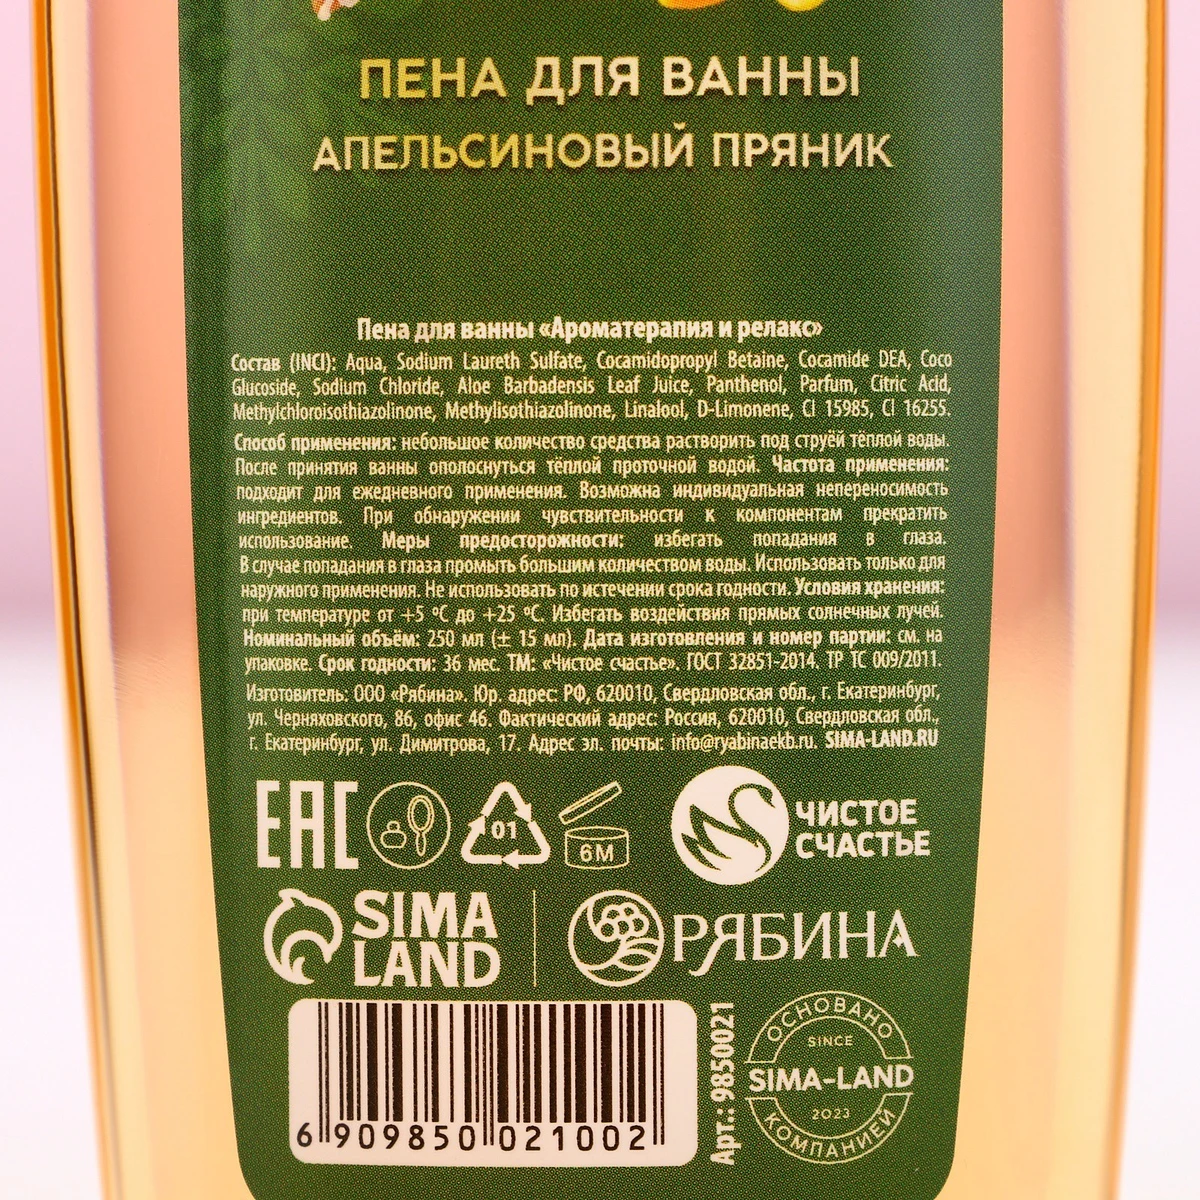 ПЕНА ДЛЯ ВАННЫ
АПЕЛЬСИНОВЫЙ ПРЯНИК
Пена для ванны «Ароматерапия и релакс»
Состав (INCI): Aqua, Sodium Laureth Sulfate, Cocamidopropyl Betaine, Cocamide DEA, Coco
Glucoside, Sodium Chloride, Aloe Barbadensis Leaf Juice, Panthenol, Parfum, Citric Acid,
Methylchloroisothiazolinone, Methylisothiazolinone, Linalool, D-Limonene, CI 15985, CI 16255.
Способ применения: небольшое количество средства растворить под струёй тёплой воды.
После принятия ванны ополоснуться тёплой проточной водой. Частота применения:
подходит для ежедневного применения. Возможна индивидуальная непереносимость
ингредиентов. При обнаружении чувствительности к компонентам прекратить
использование. Меры предосторожности: избегать попадания в глаза.
В случае попадания в глаза промыть большим количеством воды. Использовать только для
наружного применения. Не использовать по истечении срока годности. Условия хранения:
при температуре от +5 ºС до +25 ºС. Избегать воздействия прямых солнечных лучей.
Номинальный объём: 250 мл (± 15 мл). Дата изготовления и номер партии: см. на
упаковке. Срок годности: 36 мес. ТМ: «Чистое счастье». ГОСТ 32851-2014. ТР ТС 009/2011.
Изготовитель: ООО «Рябина». Юр. адрес: РФ, 620010, Свердловская обл., г. Екатеринбург,
ул. Черняховского, 86, офис 46. Фактический адрес: Россия, 620010, Свердловская обл.,
г. Екатеринбург, ул. Димитрова, 17. Адрес эл. почты: info@ryabinaekb.ru. SIMA-LAND.RU
ЕАС
01
6М
ЧИСТОЕ
СЧАСТЬЕ
SIMA
LAND
РЯБИНА
6 909850 021002
Арт.: 9850021
ОСНОВАНО
SINCE
SIMA-LAND
2023
КОМПАНИЕЙ